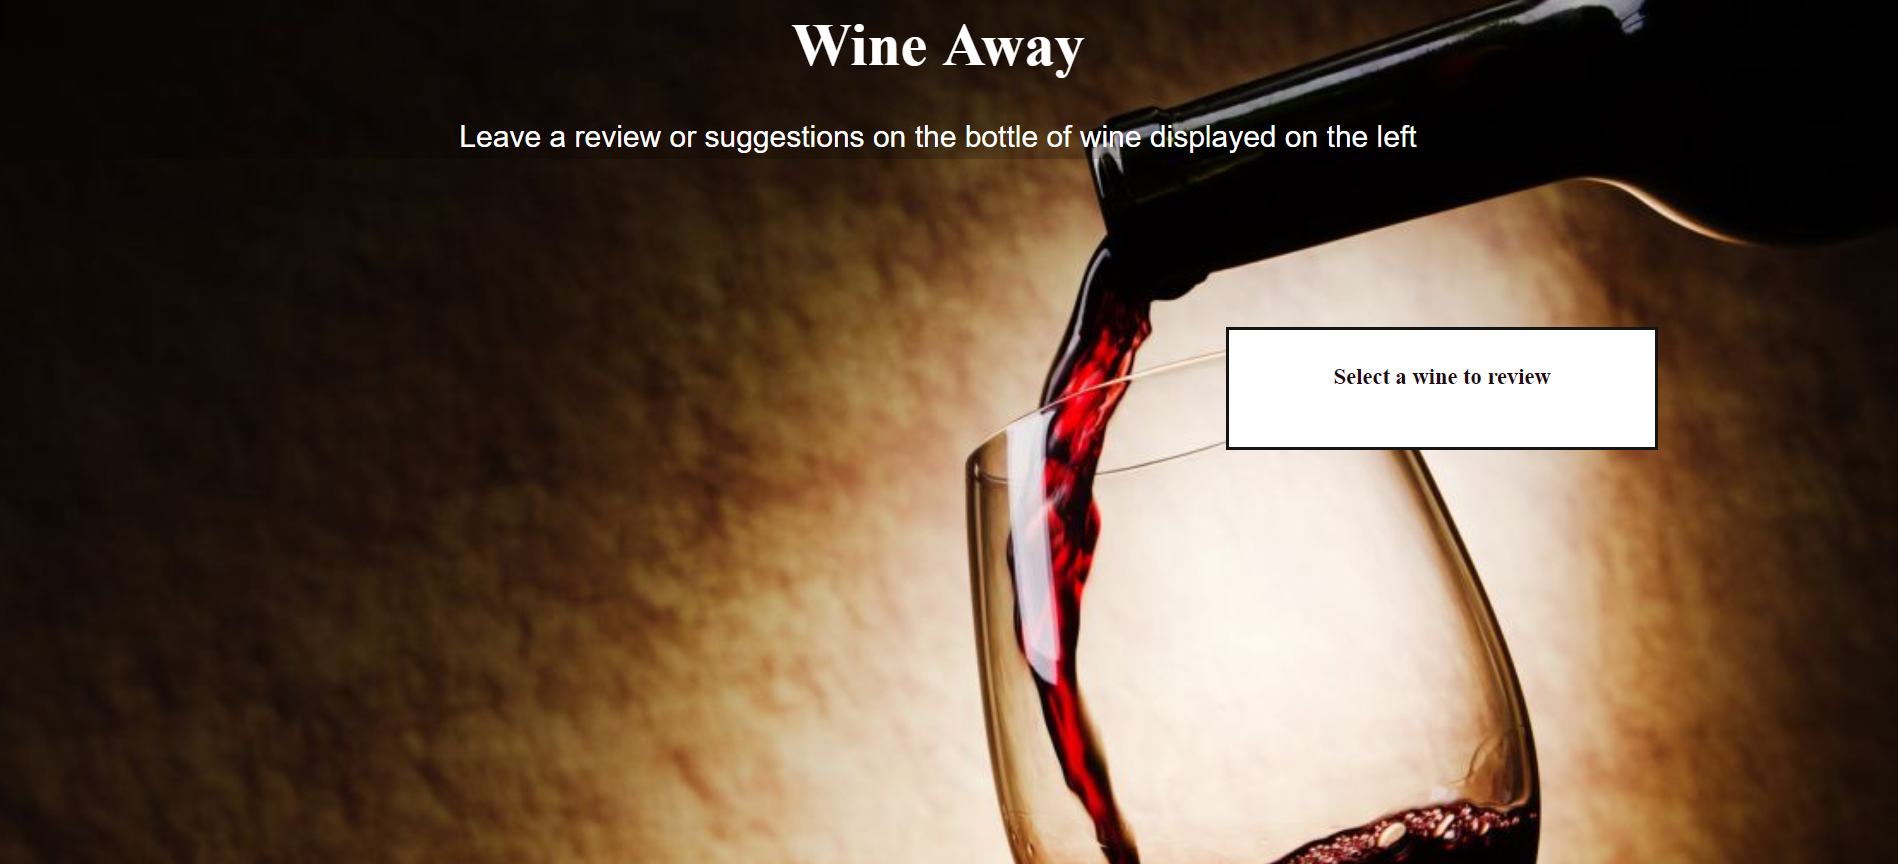 Wine Away
Leave a review or suggestions on the bottle of wine displayed on the left
Select a wine to review